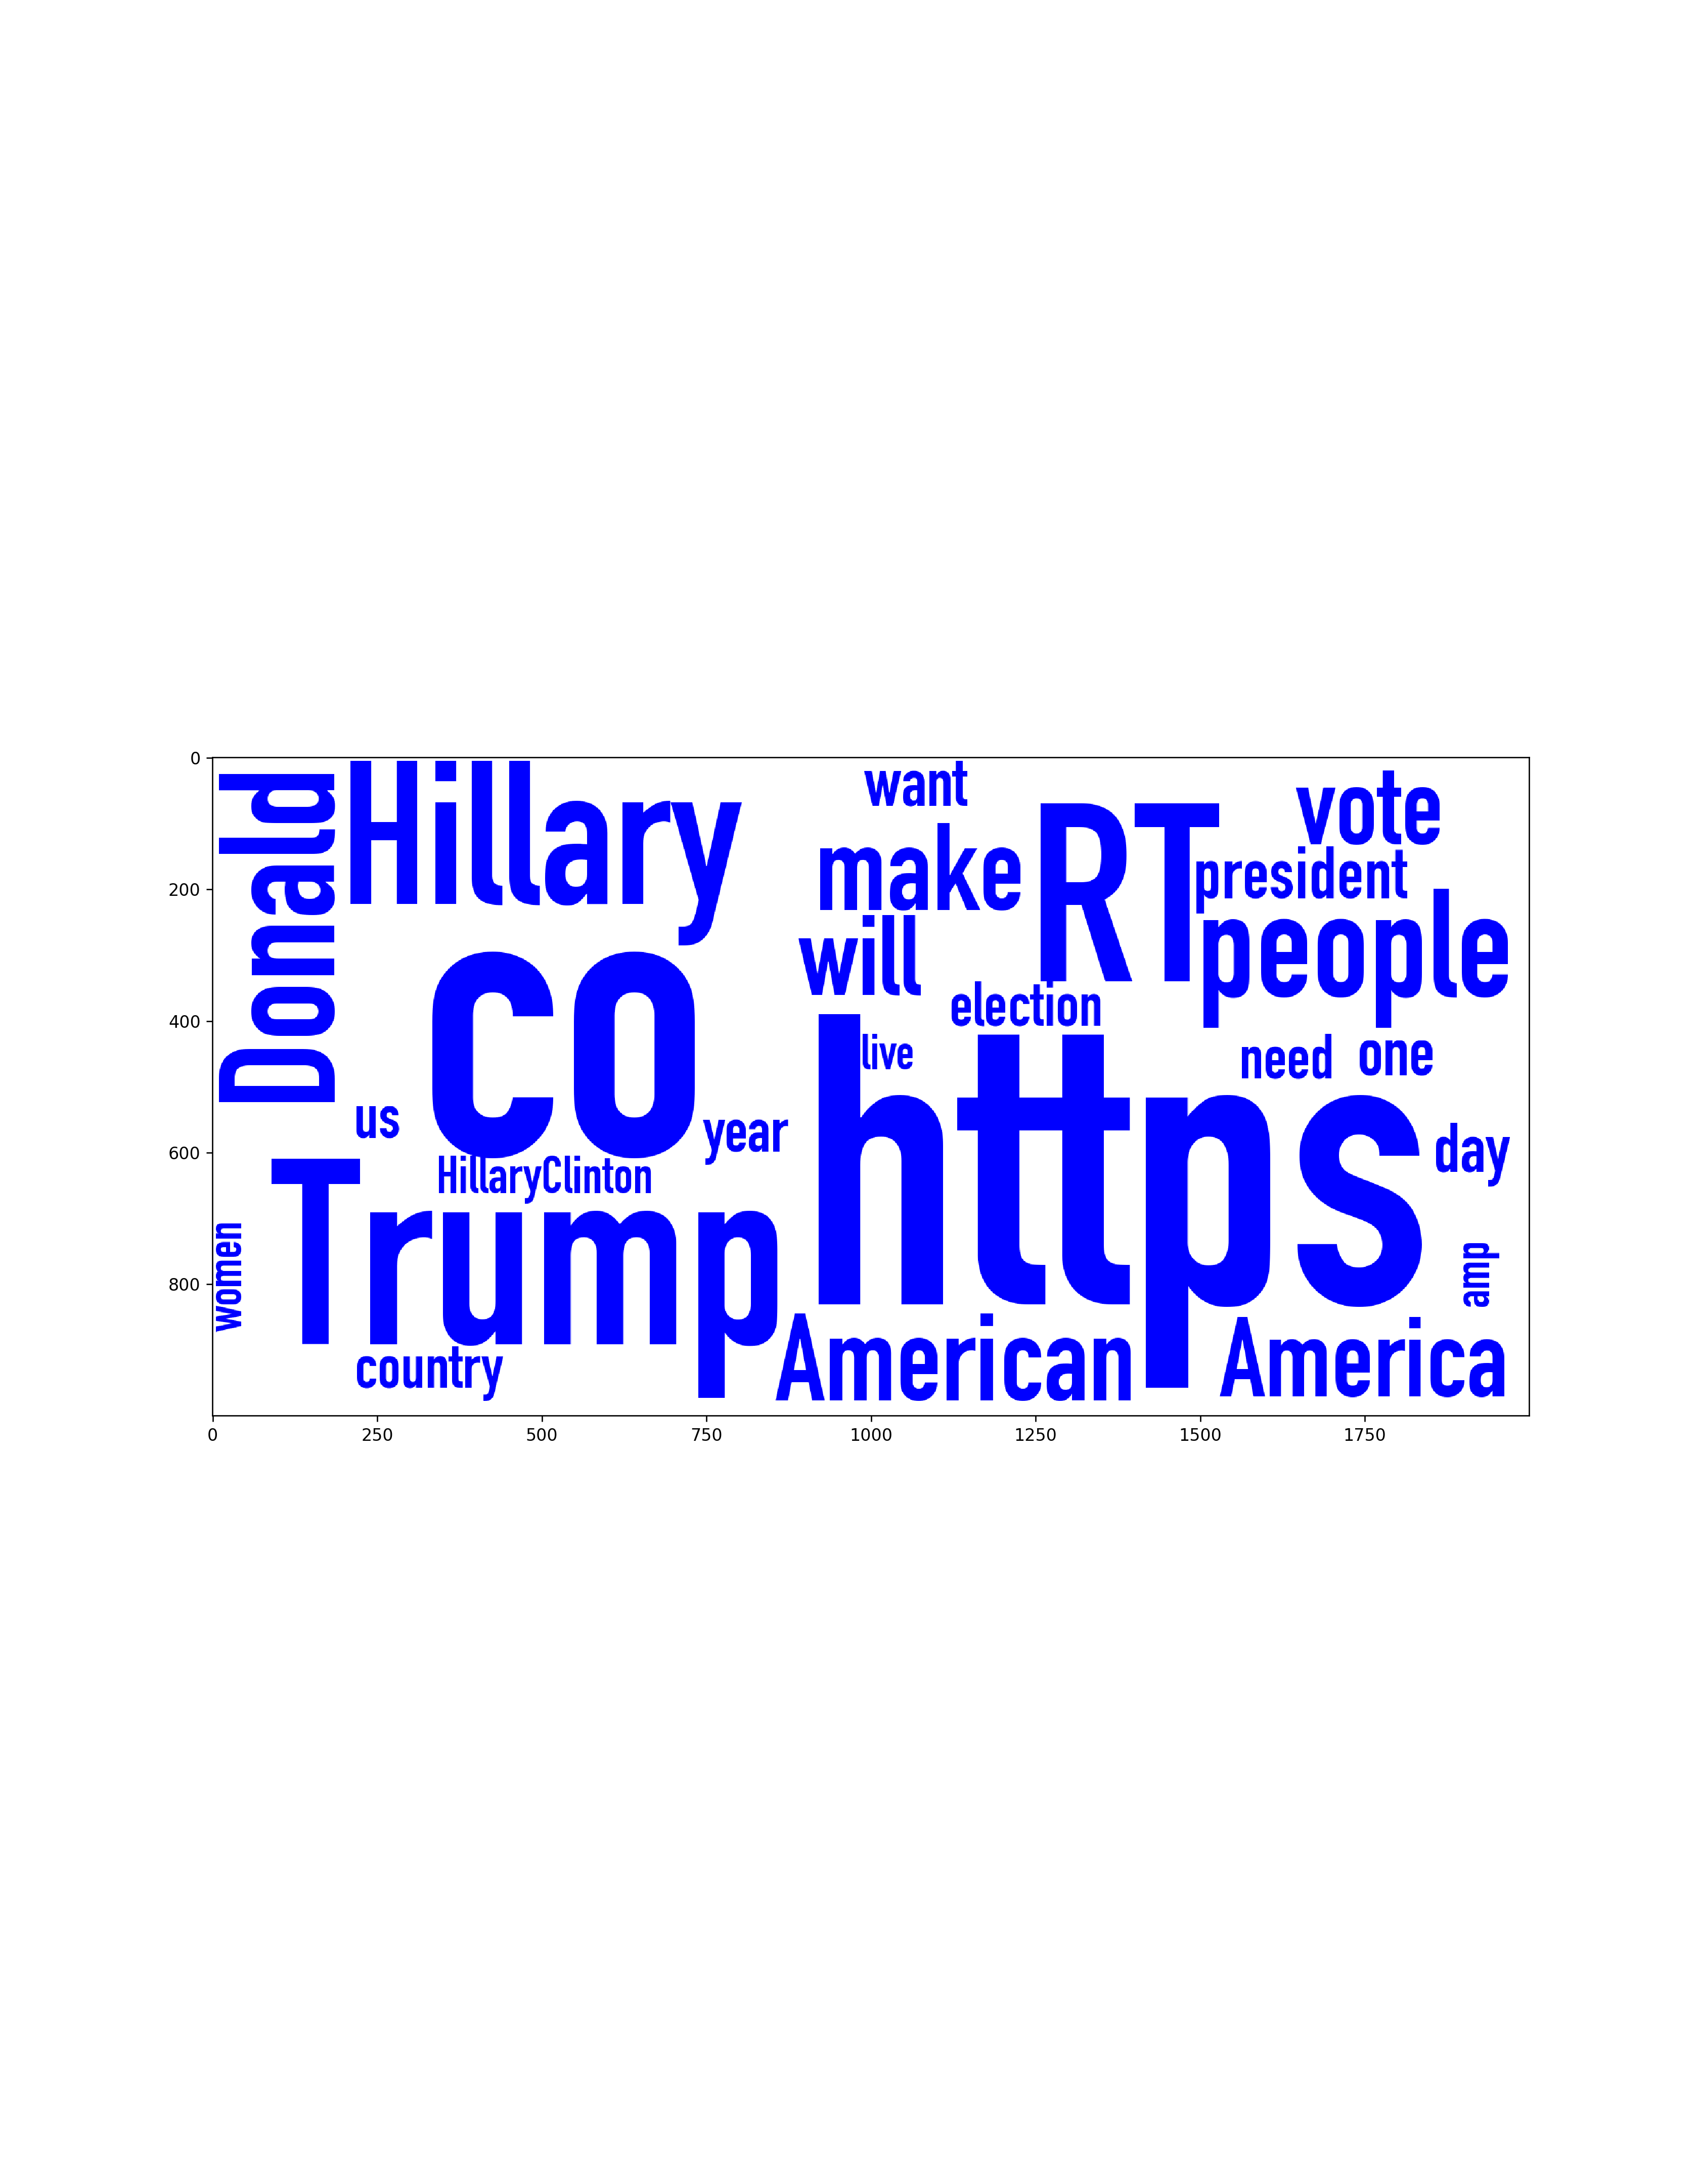 Donald
Hillary
want
make
RT
vote
president
people
will
co
election
live
need
one
us
year
https
day
HillaryClinton
Trump
women
amp
country
American
America
0
200
400
600
800
0 250 500 750 1000 1250 1500 1750